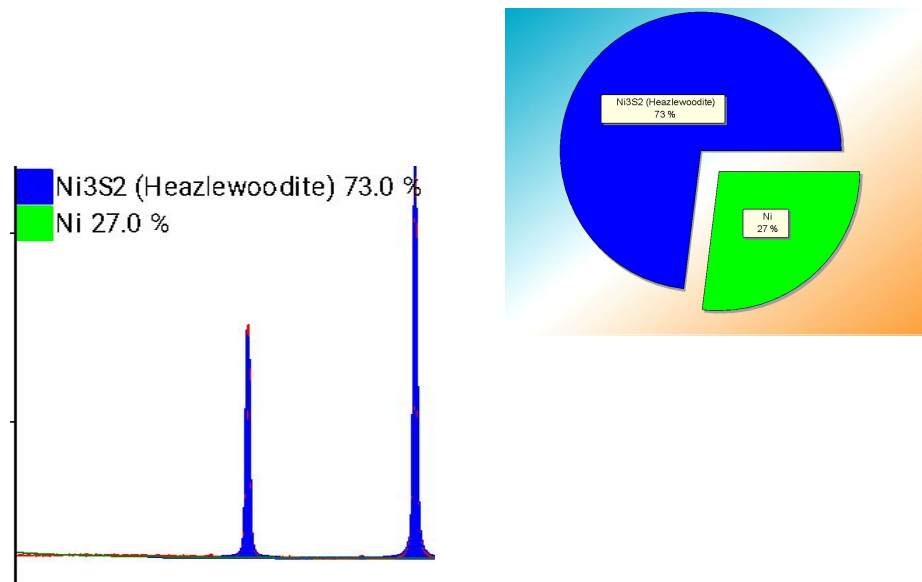 Ni3S2 (Heazlewoodite) 73.0 %
Ni 27.0 %
Ni3S2 (Heazlewoodite)
73 %
Ni
27 %